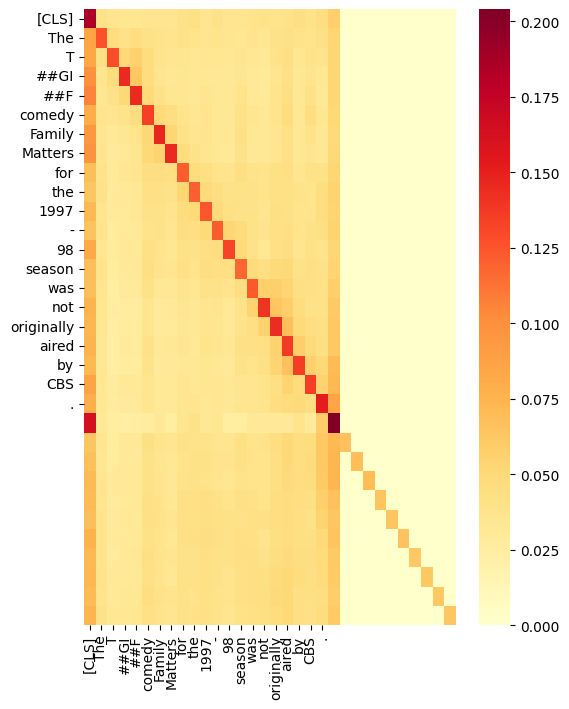 [CLS]
The
T
##GI
##F
comedy
Family
Matters
for
the
1997
-
98
season
was
not
originally
aired
by
CBS
.
[CLS]
The
T
##GI
##F
comedy
Family
Matters
for
the
1997
-
98
season
was
not
originally
aired
by
CBS
.
0.200
0.175
0.150
0.125
0.100
0.075
0.050
0.025
0.000